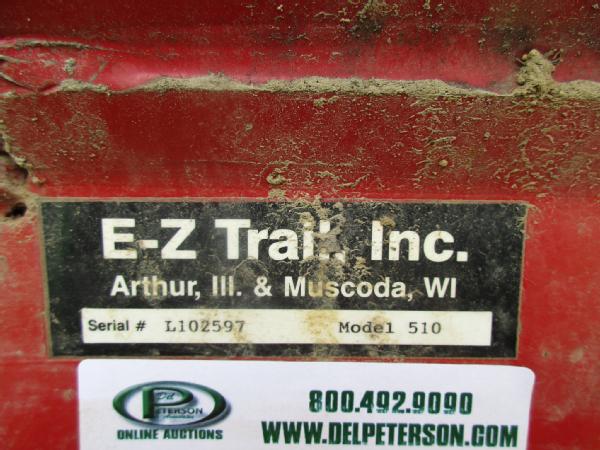 E-Z Trail, Inc.
Arthur, Ill. & Muscoda, WI
Serial # L102597 Model 510
Del
PETERSON
ONLINE AUCTIONS
800.492.9090
WWW.DELPETERSON.COM